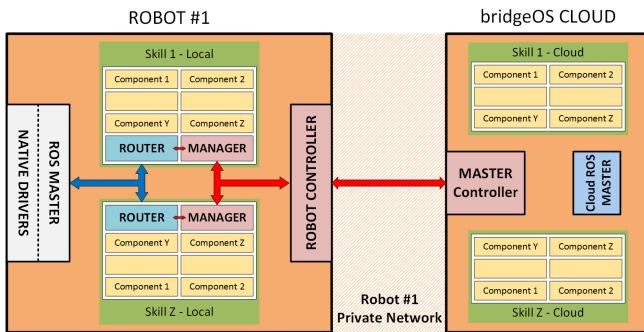 ROBOT #1
bridgeOS CLOUD
Skill 1 - Local
Component 1
Component 2
Component Y
Component Z
ROUTER
MANAGER
NATIVE DRIVERS
ROS MASTER
ROUTER
MANAGER
Component Y
Component Z
Component 1
Component 2
Skill Z - Local
ROBOT CONTROLLER
Robot #1
Private Network
Skill 1 - Cloud
Component 1
Component 2
Component Y
Component Z
MASTER
Controller
Cloud ROS
MASTER
Component Y
Component Z
Component 1
Component 2
Skill Z - Cloud